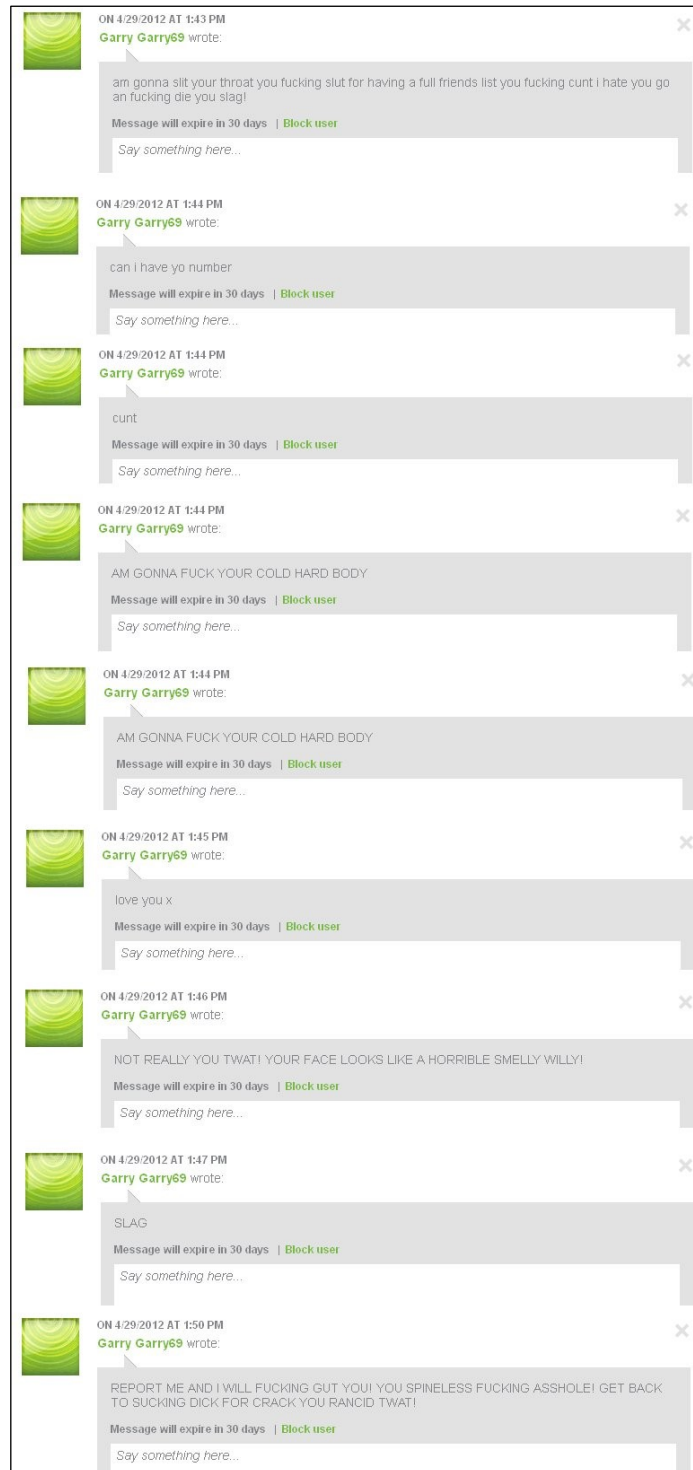 ON 4/29/2012 AT 1:43 PM
Garry Garry69 wrote:
am gonna slit your throat you fucking slut for having a full friends list you fucking cunt i hate you go
an fucking die you slag!
Message will expire in 30 days | Block user
Say something here...
ON 4/29/2012 AT 1:44 PM
Garry Garry69 wrote:
can i have yo number
Message will expire in 30 days | Block user
Say something here...
ON 4/29/2012 AT 1:44 PM
Garry Garry69 wrote:
cunt
Message will expire in 30 days | Block user
Say something here...
ON 4/29/2012 AT 1:44 PM
Garry Garry69 wrote:
AM GONNA FUCK YOUR COLD HARD BODY
Message will expire in 30 days | Block user
Say something here...
ON 4/29/2012 AT 1:44 PM
Garry Garry69 wrote:
AM GONNA FUCK YOUR COLD HARD BODY
Message will expire in 30 days | Block user
Say something here...
ON 4/29/2012 AT 1:45 PM
Garry Garry69 wrote:
love you x
Message will expire in 30 days | Block user
Say something here...
ON 4/29/2012 AT 1:46 PM
Garry Garry69 wrote:
NOT REALLY YOU TWAT! YOUR FACE LOOKS LIKE A HORRIBLE SMELLY WILLY!
Message will expire in 30 days | Block user
Say something here...
ON 4/29/2012 AT 1:47 PM
Garry Garry69 wrote:
SLAG
Message will expire in 30 days | Block user
Say something here...
ON 4/29/2012 AT 1:50 PM
Garry Garry69 wrote:
REPORT ME AND I WILL FUCKING GUT YOU! YOU SPINELESS FUCKING ASSHOLE! GET BACK
TO SUCKING DICK FOR CRACK YOU RANCID TWAT!
Message will expire in 30 days | Block user
Say something here...